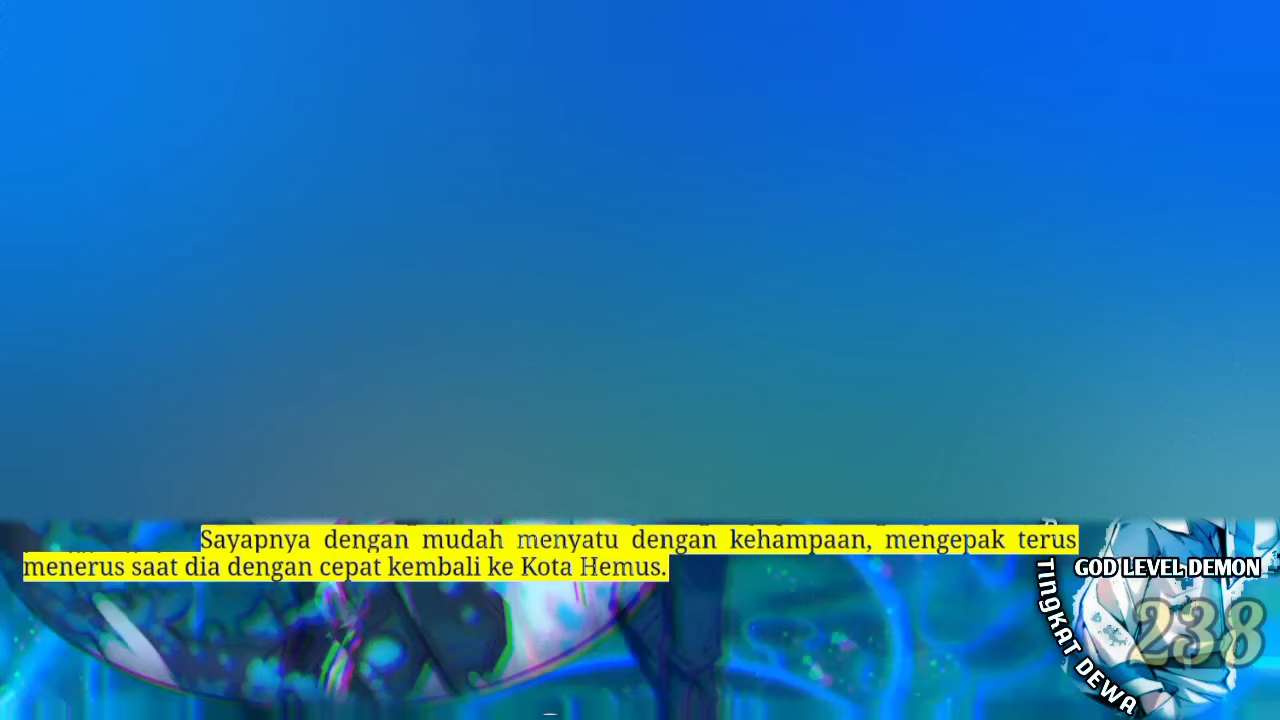 Sayapnya dengan mudah menyatu dengan kehampaan, mengepak terus
menerus saat dia dengan cepat kembali ke Kota Hemus.
GOD LEVEL DEMON
238
TINGKAT DEWA